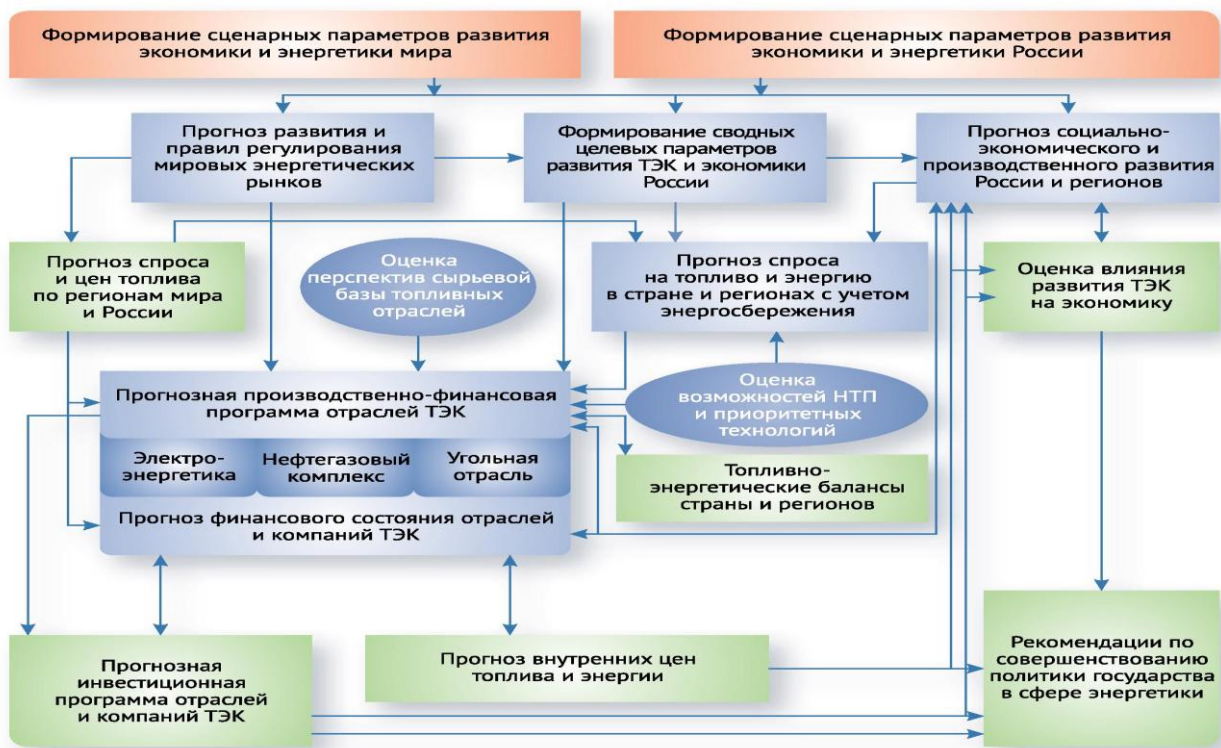 Формирование сценарных параметров развития
экономики и энергетики мира
Формирование сценарных параметров развития
экономики и энергетики России
Прогноз развития и
правил регулирования
мировых энергетических
рынков
Формирование сводных
целевых параметров
развития ТЭК и экономики
России
Прогноз социально-
экономического и
производственного развития
России и регионов
Прогноз спроса
и цен топлива
по регионам мира
и России
Оценка
перспектив сырьевой
базы топливных
отраслей
Прогноз спроса
на топливо и энергию
в стране и регионах с учетом
энергосбережения
Оценка влияния
развития ТЭК
на экономику
Прогнозная производственно-финансовая
программа отраслей ТЭК
Оценка
возможностей НТП
и приоритетных
технологий
Электро-
энергетика
Нефтегазовый
комплекс
Угольная
отрасль
Топливно-
энергетические балансы
страны и регионов
Прогноз финансового состояния отраслей
и компаний ТЭК
Прогнозная
инвестиционная
программа отраслей
и компаний ТЭК
Прогноз внутренних цен
топлива и энергии
Рекомендации по
совершенствованию
политики государства
в сфере энергетики